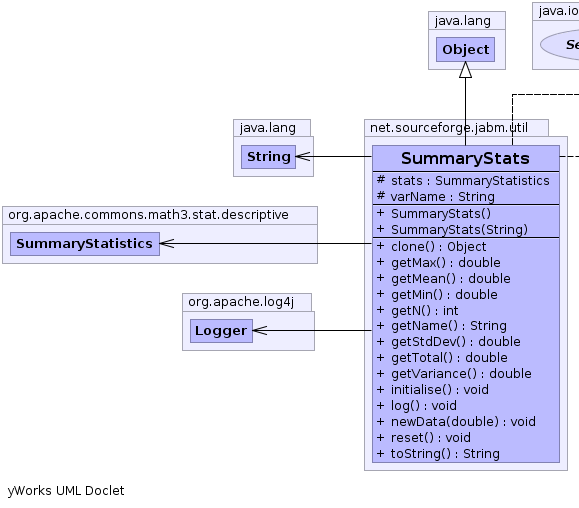 java.lang
Object
java.io
Se
java.lang
String
net.sourceforge.jabm.util
SummaryStats
# stats : SummaryStatistics
# varName : String
+ SummaryStats()
+ SummaryStats(String)
+ clone() : Object
+ getMax() : double
+ getMean() : double
+ getMin() : double
+ getN() : int
+ getName() : String
+ getStdDev() : double
+ getTotal() : double
+ getVariance() : double
+ initialise() : void
+ log() : void
+ newData(double) : void
+ reset() : void
+ toString() : String
org.apache.commons.math3.stat.descriptive
SummaryStatistics
org.apache.log4j
Logger
yWorks UML Doclet